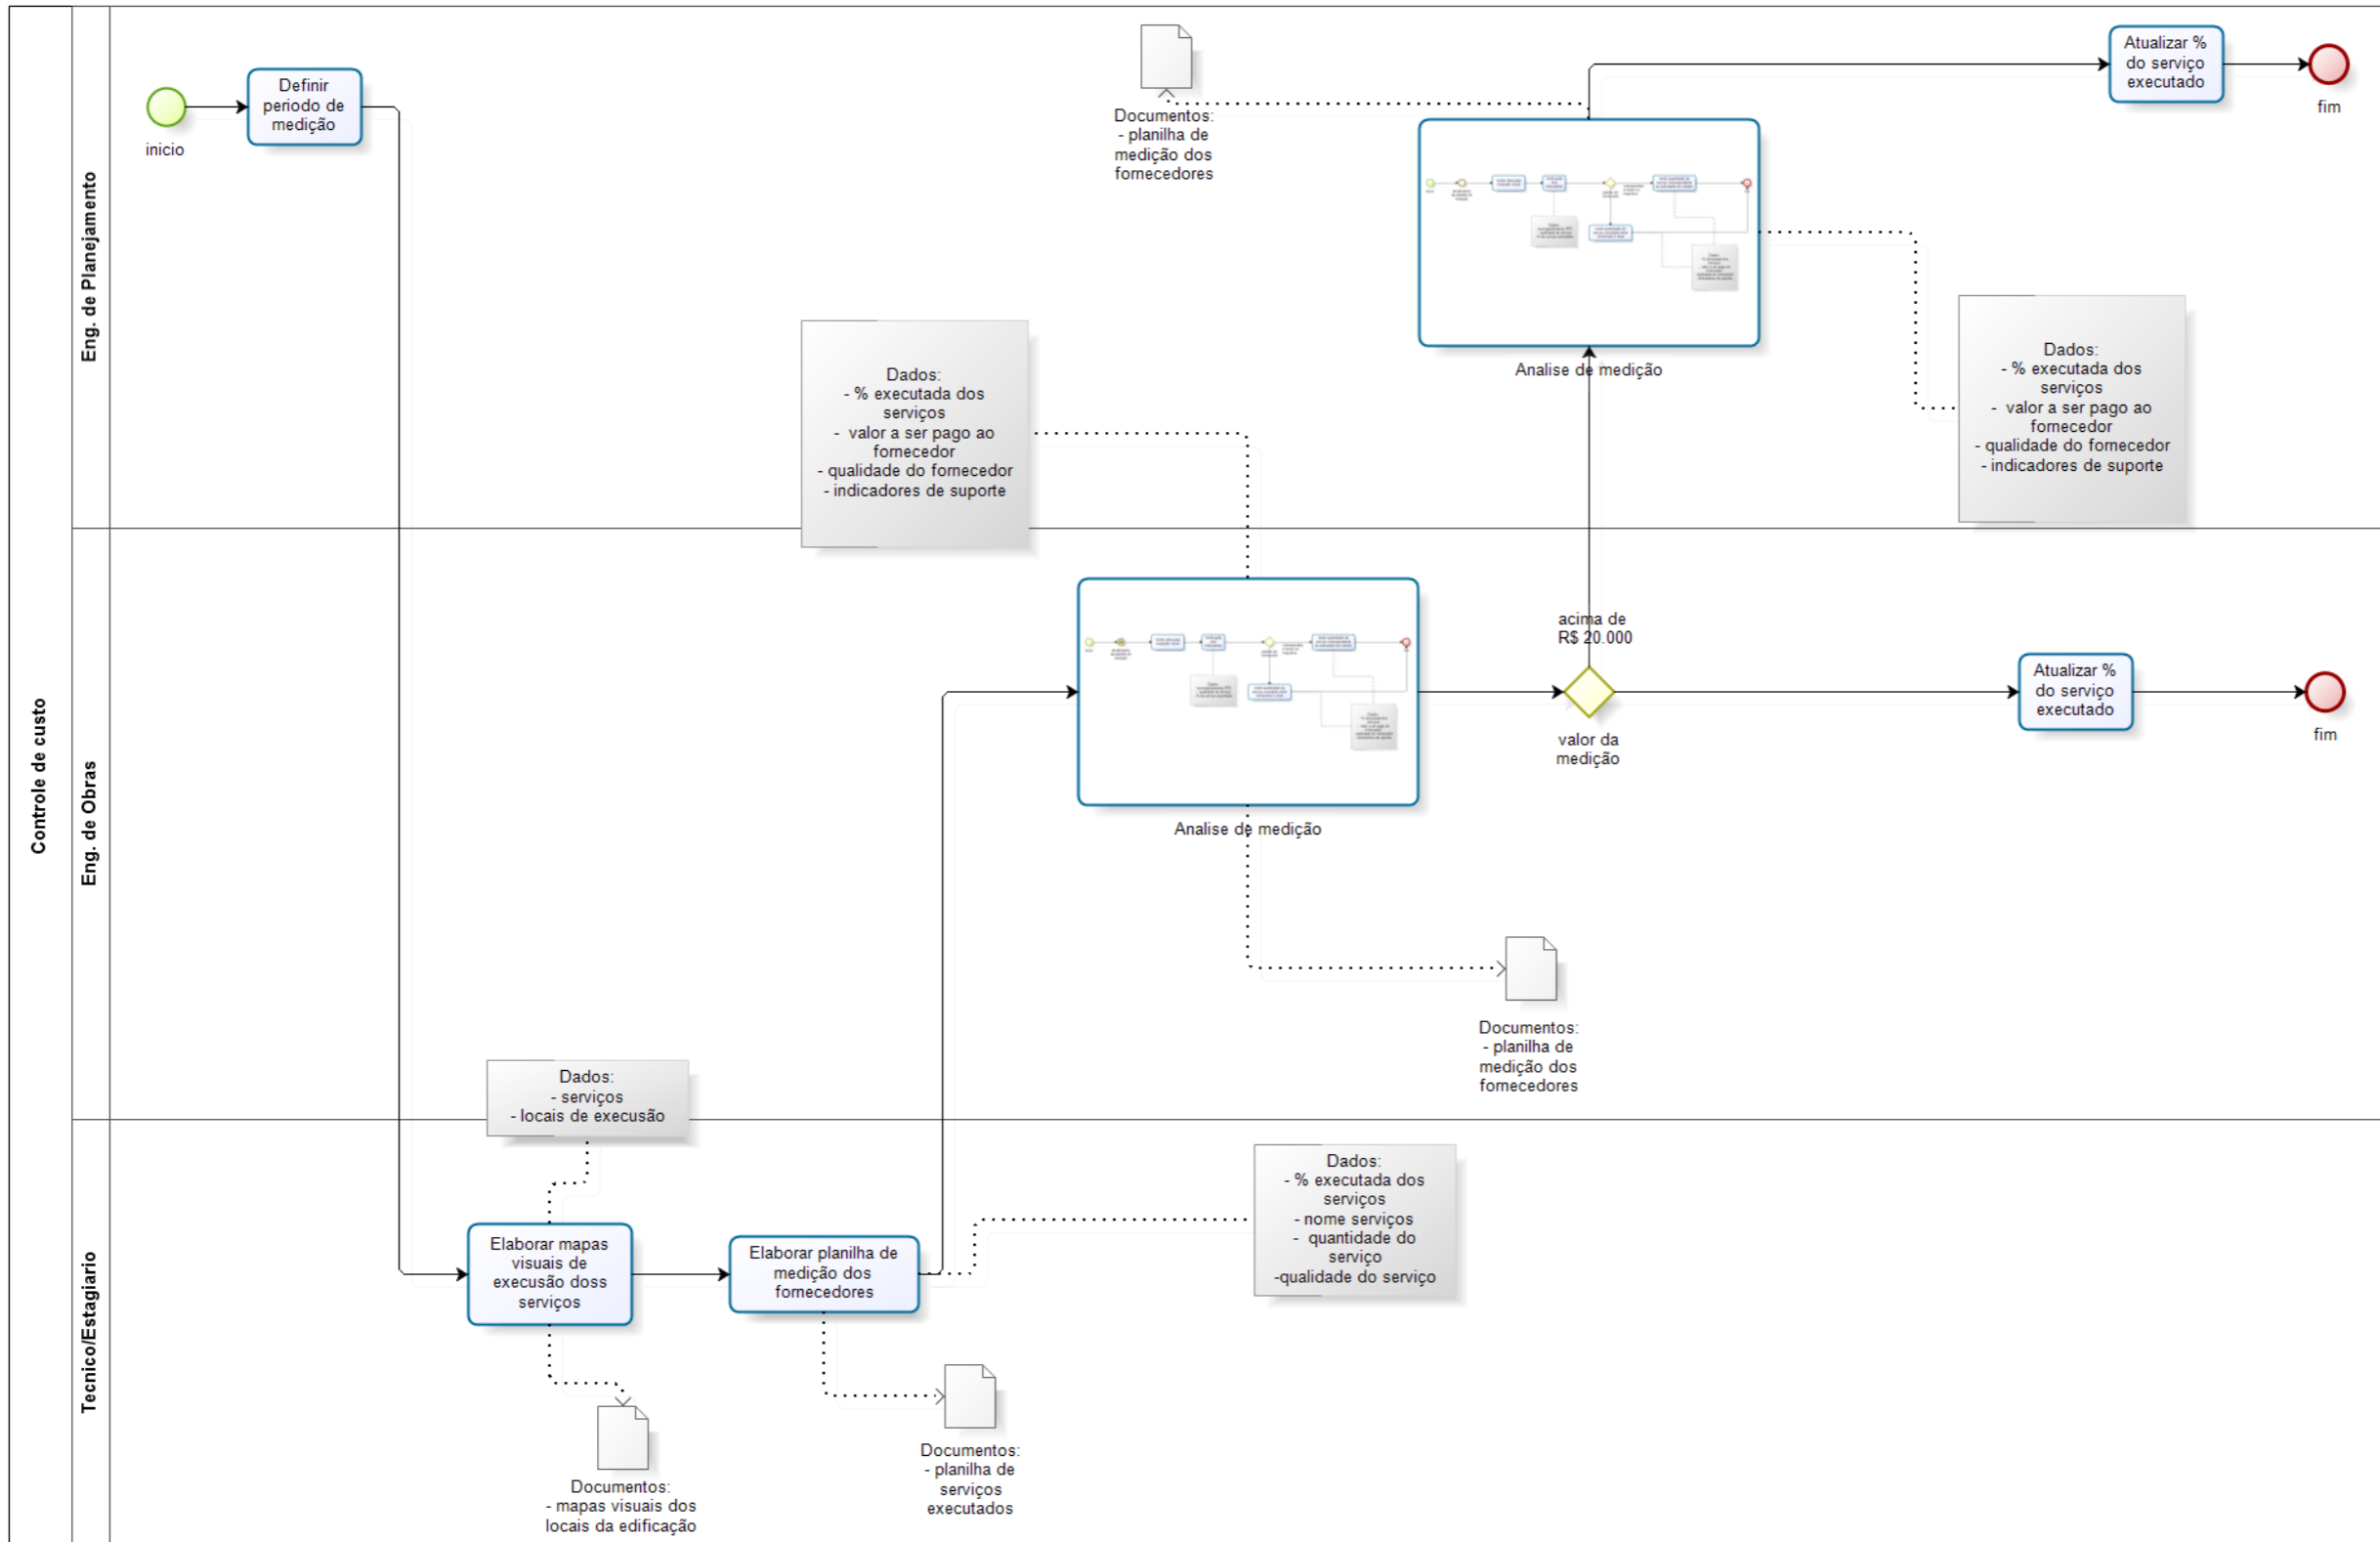 Controle de custo
Eng. de Planejamento
inicio
Definir
periodo de
medição
Documentos:
- planilha de
medição dos
fornecedores
Atualizar %
do serviço
executado
fim
Analise de medição
Dados:
- % executada dos
serviços
- valor a ser pago ao
fornecedor
- qualidade do fornecedor
- indicadores de suporte
Dados:
- % executada dos
serviços
- valor a ser pago ao
fornecedor
- qualidade do fornecedor
- indicadores de suporte
Eng. de Obras
Analise de medição
acima de
R$ 20.000
valor da
medição
Atualizar %
do serviço
executado
fim
Documentos:
- planilha de
medição dos
fornecedores
Dados:
- serviços
- locais de execusão
Tecnico/Estagiario
Elaborar mapas
visuais de
execusão doss
serviços
Elaborar planilha de
medição dos
fornecedores
Dados:
- % executada dos
serviços
- nome serviços
- quantidade do
serviço
-qualidade do serviço
Documentos:
- mapas visuais dos
locais da edificação
Documentos:
- planilha de
serviços
executados